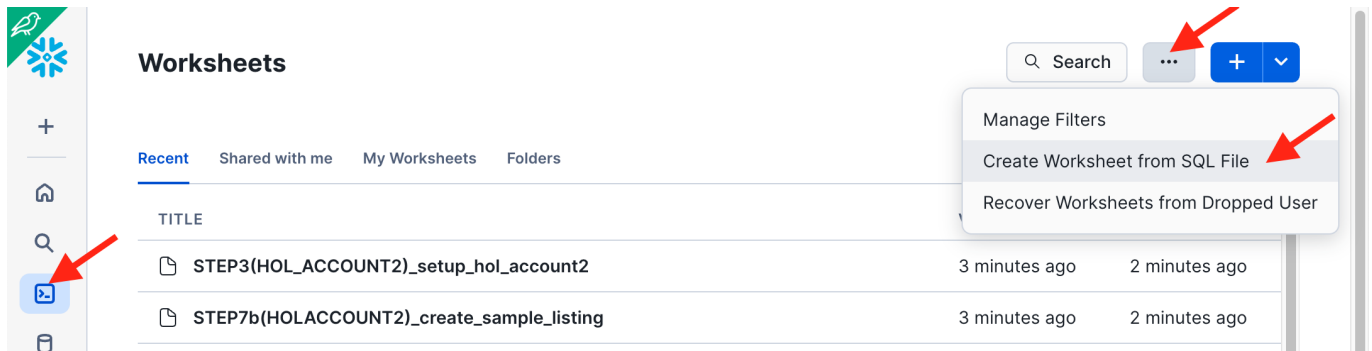 Worksheets
Search
Manage Filters
Create Worksheet from SQL File
Recover Worksheets from Dropped User
Recent Shared with me My Worksheets Folders
TITLE
STEP3(HOL_ACCOUNT2)_setup_hol_account2 3 minutes ago 2 minutes ago
STEP7b(HOLACCOUNT2)_create_sample_listing 3 minutes ago 2 minutes ago